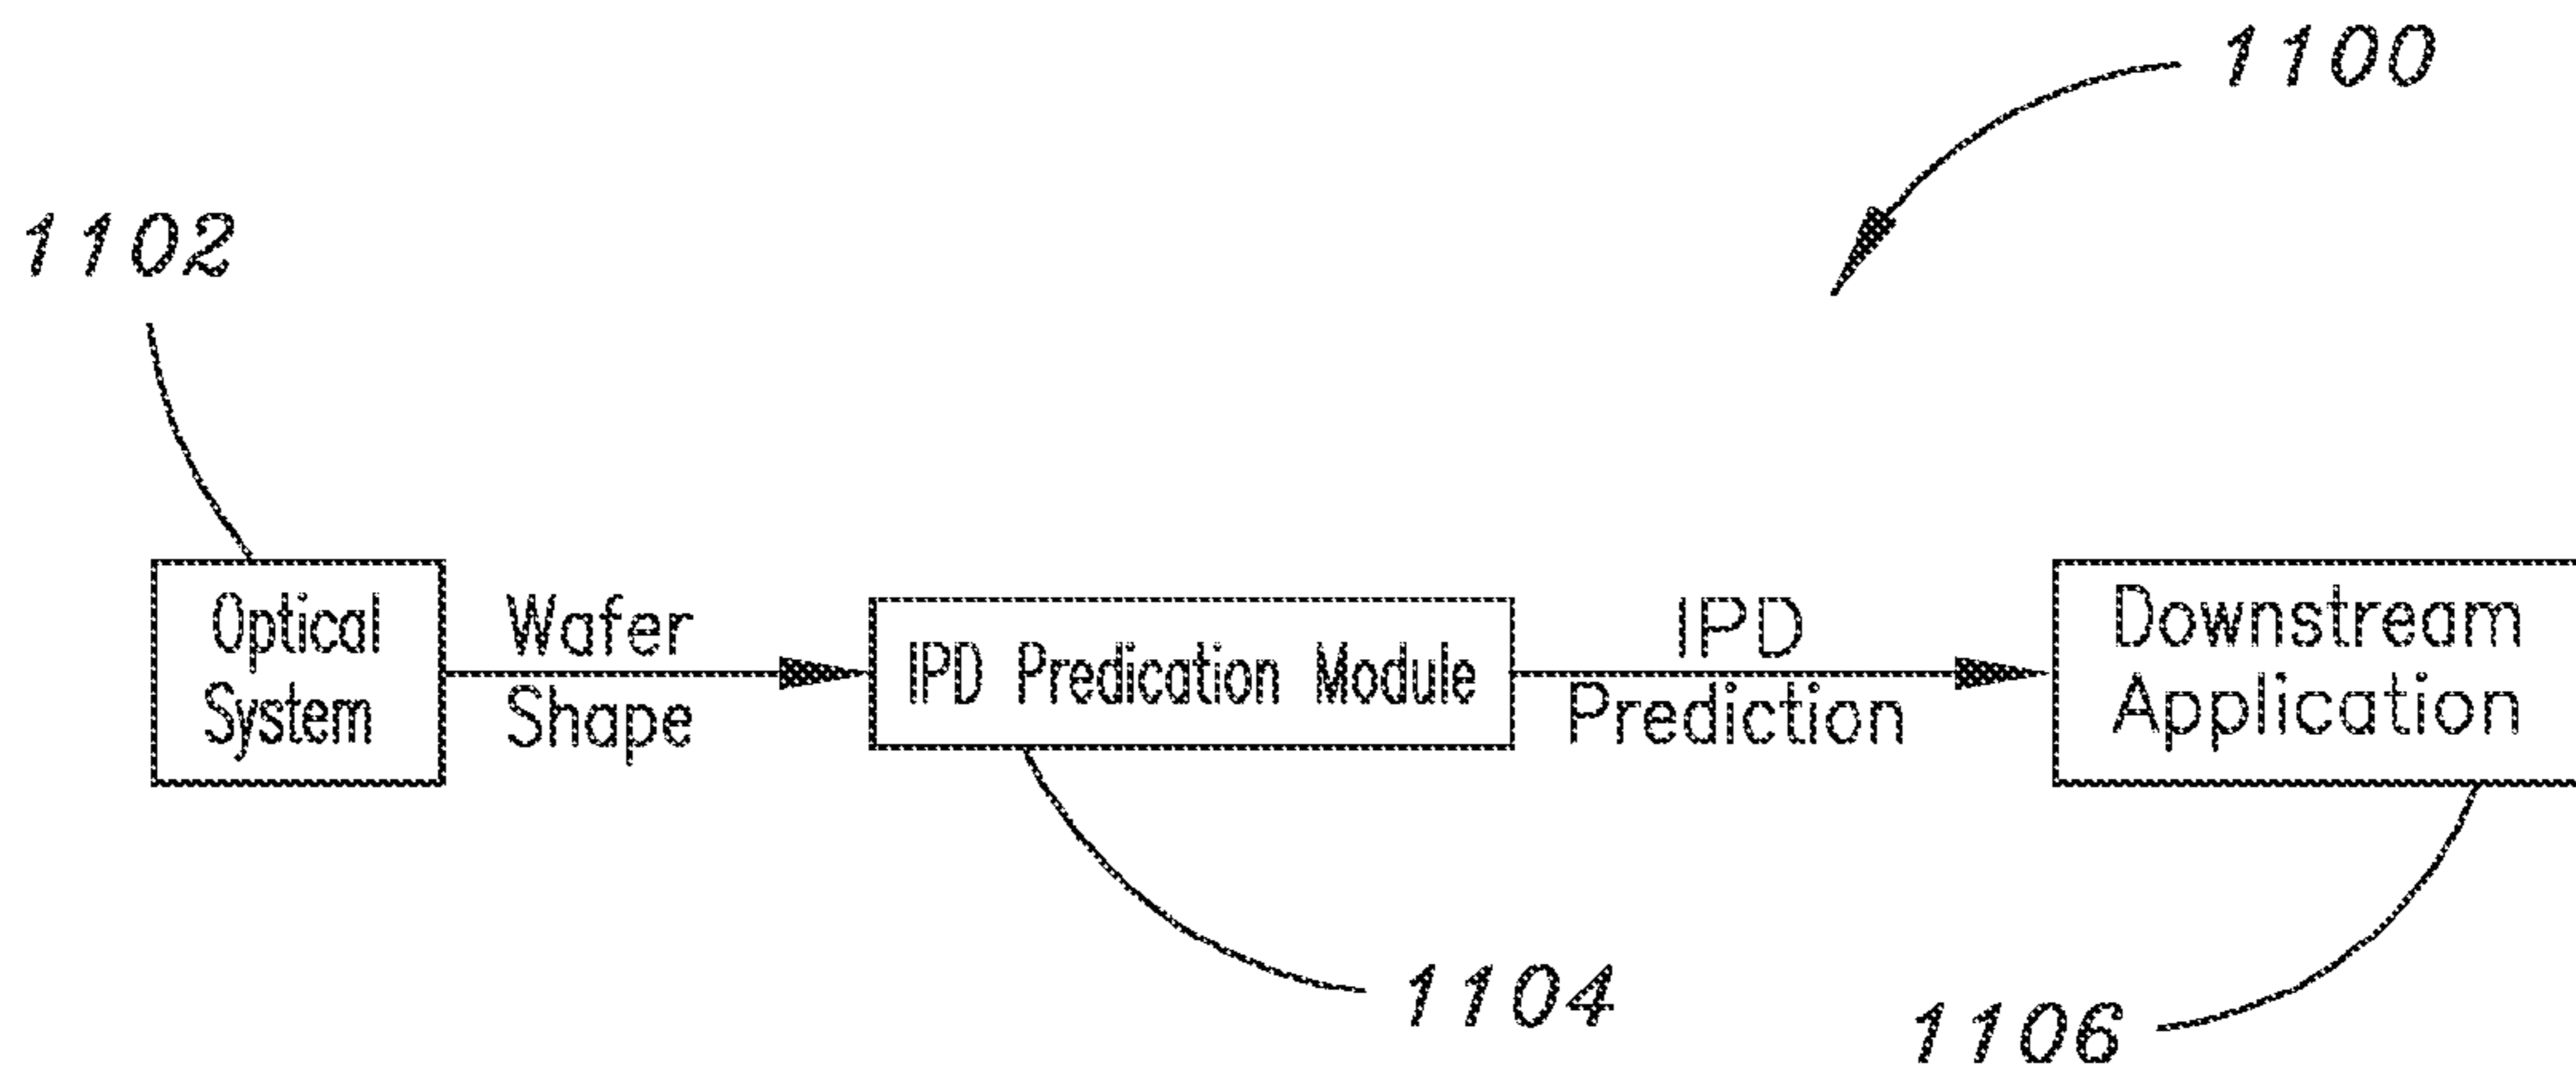 1100
1102
Optical
System
Wafer
Shape
IPD Predication Module
IPD
Prediction
Downstream
Application
1104
1106